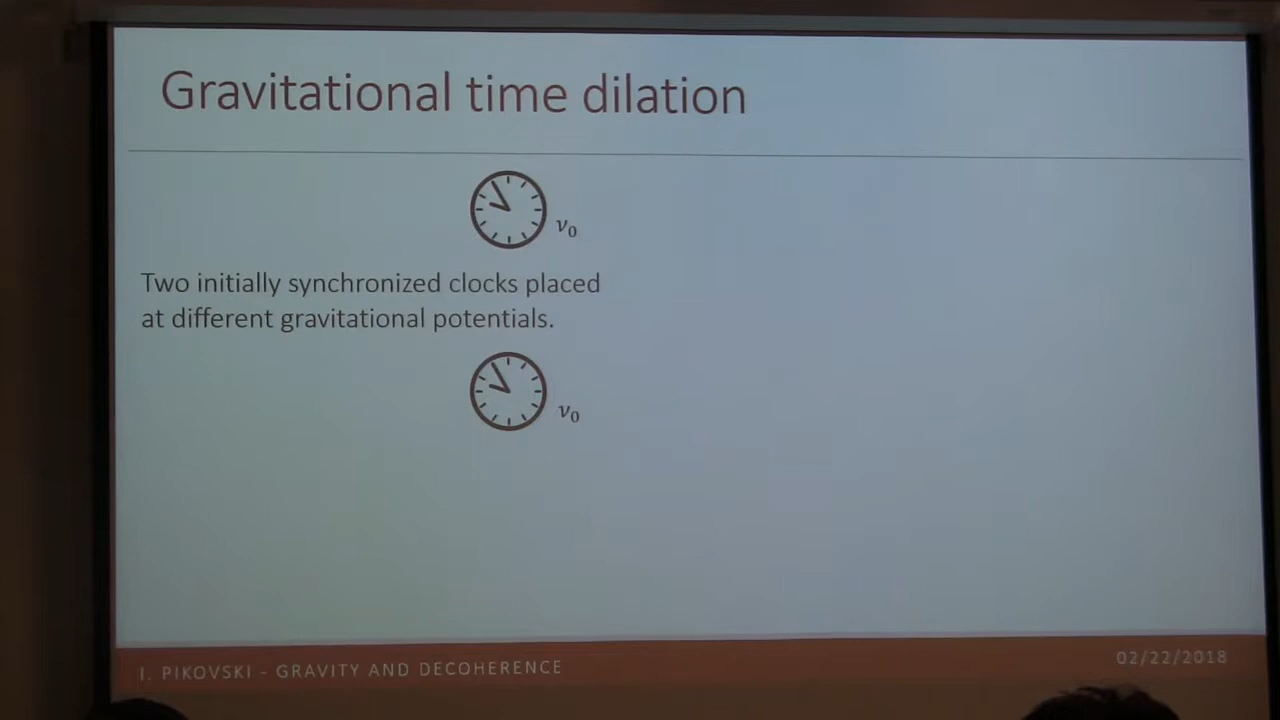 Gravitational time dilation
ν₀
Two initially synchronized clocks placed
at different gravitational potentials.
ν₀
I. PIKOVSKI - GRAVITY AND DECOHERENCE
02/22/2018